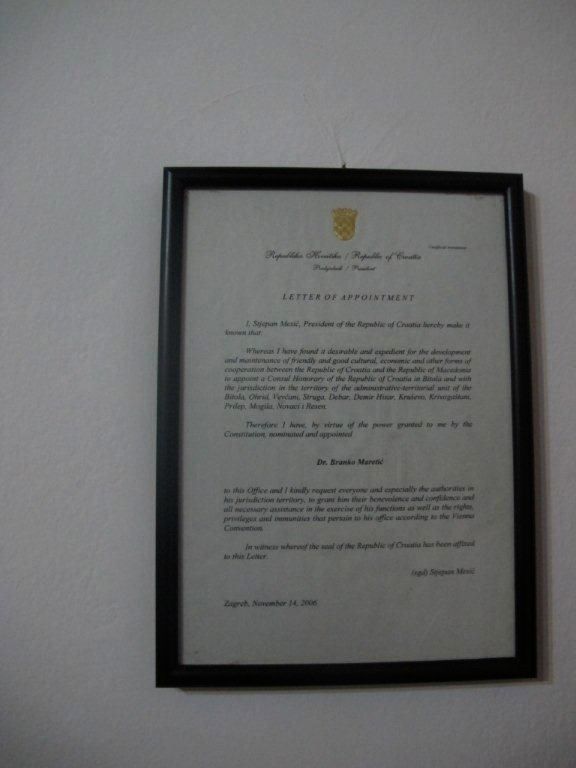 Certified translation
Republika Hrvatska / Republic of Croatia
Predsjednik / President
LETTER OF APPOINTMENT
I, Stjepan Mesić, President of the Republic of Croatia hereby make it
known that:
Whereas I have found it desirable and expedient for the development
and maintenance of friendly and good cultural, economic and other forms of
cooperation between the Republic of Croatia and the Republic of Macedonia
to appoint a Consul Honorary of the Republic of Croatia in Bitola and with
the jurisdiction in the territory of the administrative-territorial unit of the
Bitola, Ohrid, Vevčani, Struga, Debar, Demir Hisar, Kruševo, Krivogaštani,
Prilep, Mogila, Novaci i Resen.
Therefore I have, by virtue of the power granted to me by the
Constitution, nominated and appointed
Dr. Branko Maretić
to this Office and I kindly request everyone and especially the authorities in
his jurisdiction territory, to grant him their benevolence and confidence and
all necessary assistance in the exercise of his functions as well as the rights,
privileges and immunities that pertain to his office according to the Vienna
Convention.
In witness whereof the seal of the Republic of Croatia has been affixed
to this Letter.
(sgd) Stjepan Mesić
Zagreb, November 14, 2006